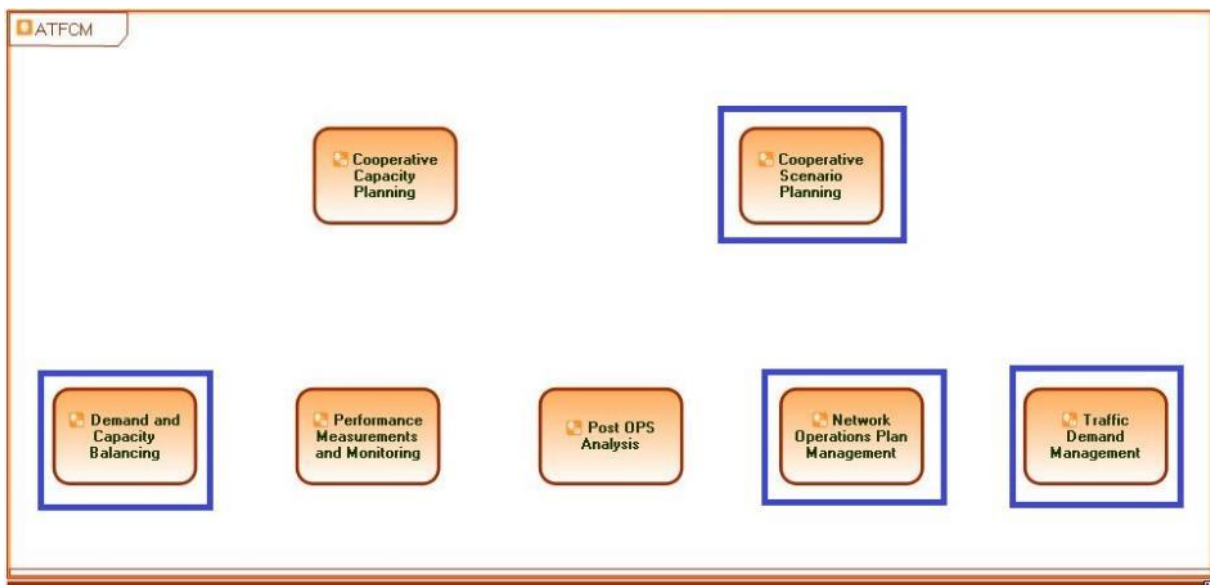 ATFCM
Cooperative
Capacity
Planning
Cooperative
Scenario
Planning
Demand and
Capacity
Balancing
Performance
Measurements
and Monitoring
Post OPS
Analysis
Network
Operations Plan
Management
Traffic
Demand
Management